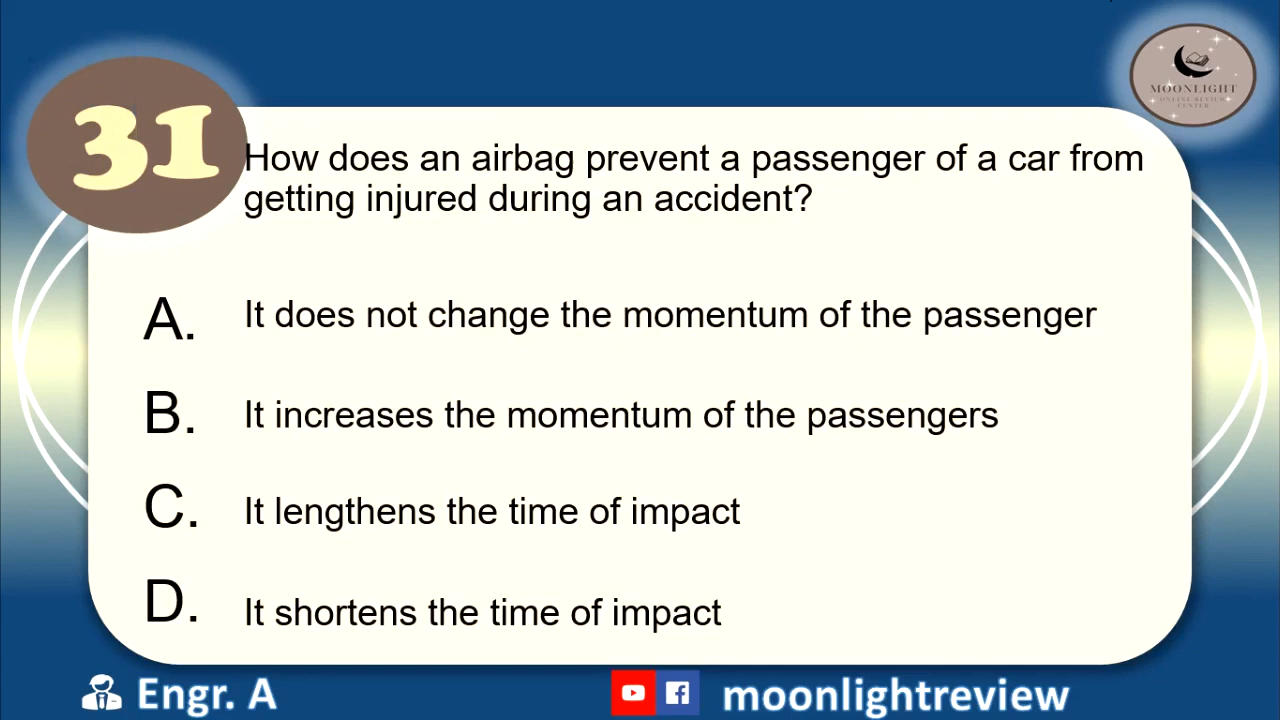 31
How does an airbag prevent a passenger of a car from
getting injured during an accident?
A. It does not change the momentum of the passenger
B. It increases the momentum of the passengers
C. It lengthens the time of impact
D. It shortens the time of impact
MOONLIGHT
ONLINE REVIEW
CENTER
Engr. A
moonlightreview